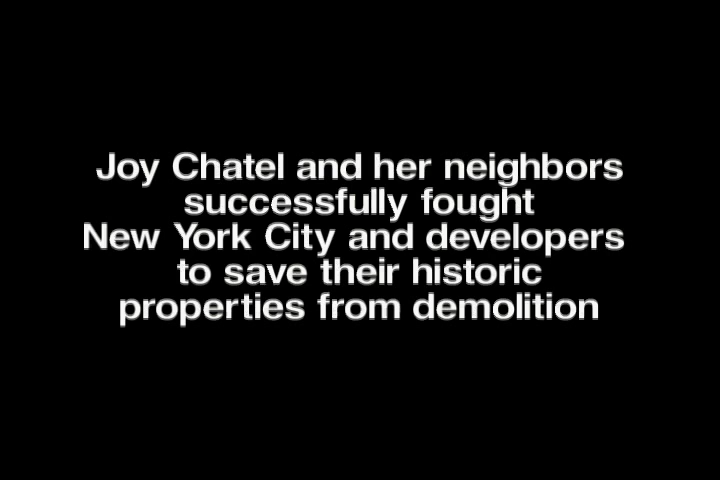 Joy Chatel and her neighbors
successfully fought
New York City and developers
to save their historic
properties from demolition